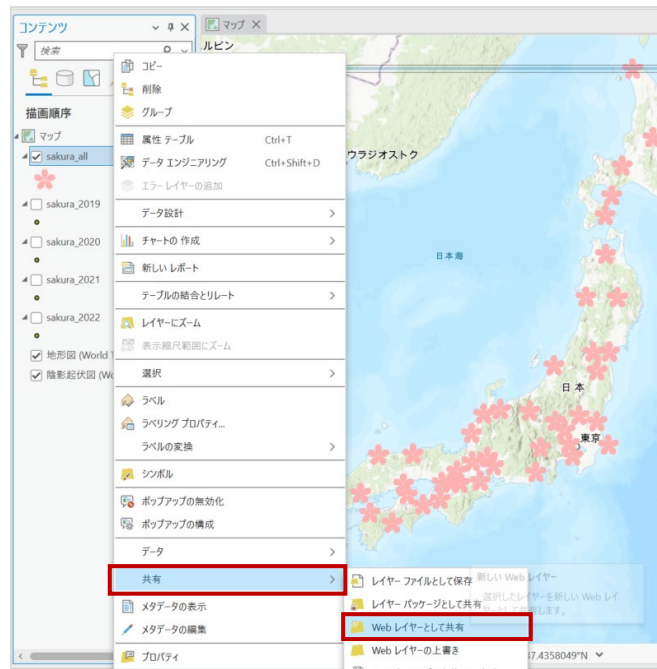 コンテンツ
マップ
検索
描画順序
マップ
sakura_all
sakura_2019
sakura_2020
sakura_2021
sakura_2022
地形図 (World
陰影起伏図
コピー
削除
グループ
属性 テーブル Ctrl+T
データ エンジニアリング Ctrl+Shift+D
エラー レイヤーの追加
データ設計
チャートの 作成
新しい レポート
テーブルの結合とリレート
レイヤーにズーム
表示縮尺範囲にズーム
選択
ラベル
ラベリング プロパティ...
ラベルの変換
シンボル
ポップアップの無効化
ポップアップの構成
データ
共有
メタデータの表示
メタデータの編集
プロパティ
レイヤー ファイルとして保存
レイヤー パッケージとして共有
Web レイヤーとして共有
Web レイヤーの上書き
新しい Web レイヤー
選択したレイヤーを新しい Web レイ
します。
ルビン
ウラジオストク
日本海
日本
東京
37.4358049°N